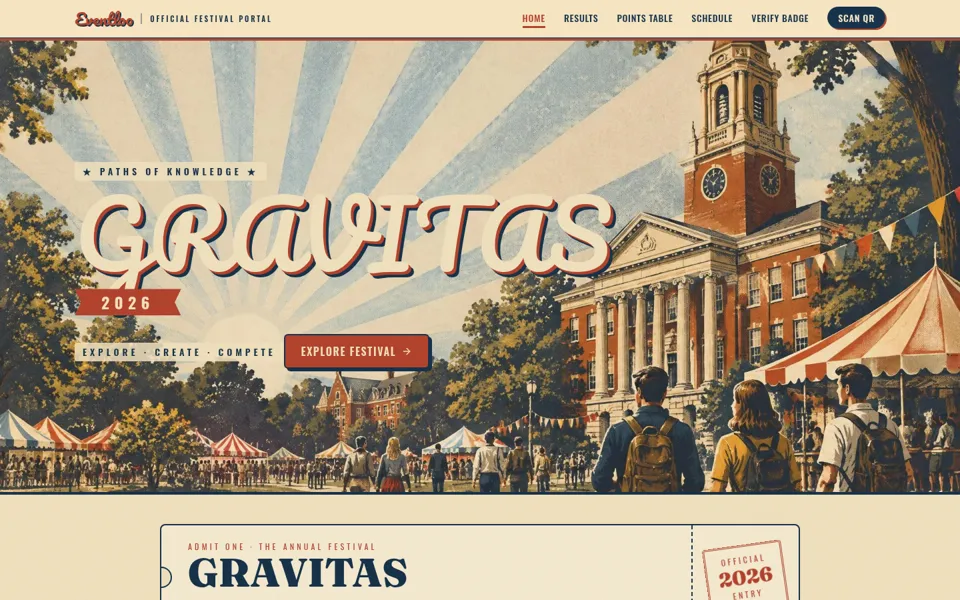 Eventloo | OFFICIAL FESTIVAL PORTAL
HOME RESULTS POINTS TABLE SCHEDULE VERIFY BADGE SCAN QR
★ PATHS OF KNOWLEDGE ★
GRAVITAS
2026
EXPLORE · CREATE · COMPETE
EXPLORE FESTIVAL →
ADMIT ONE · THE ANNUAL FESTIVAL
GRAVITAS
OFFICIAL
2026
ENTRY